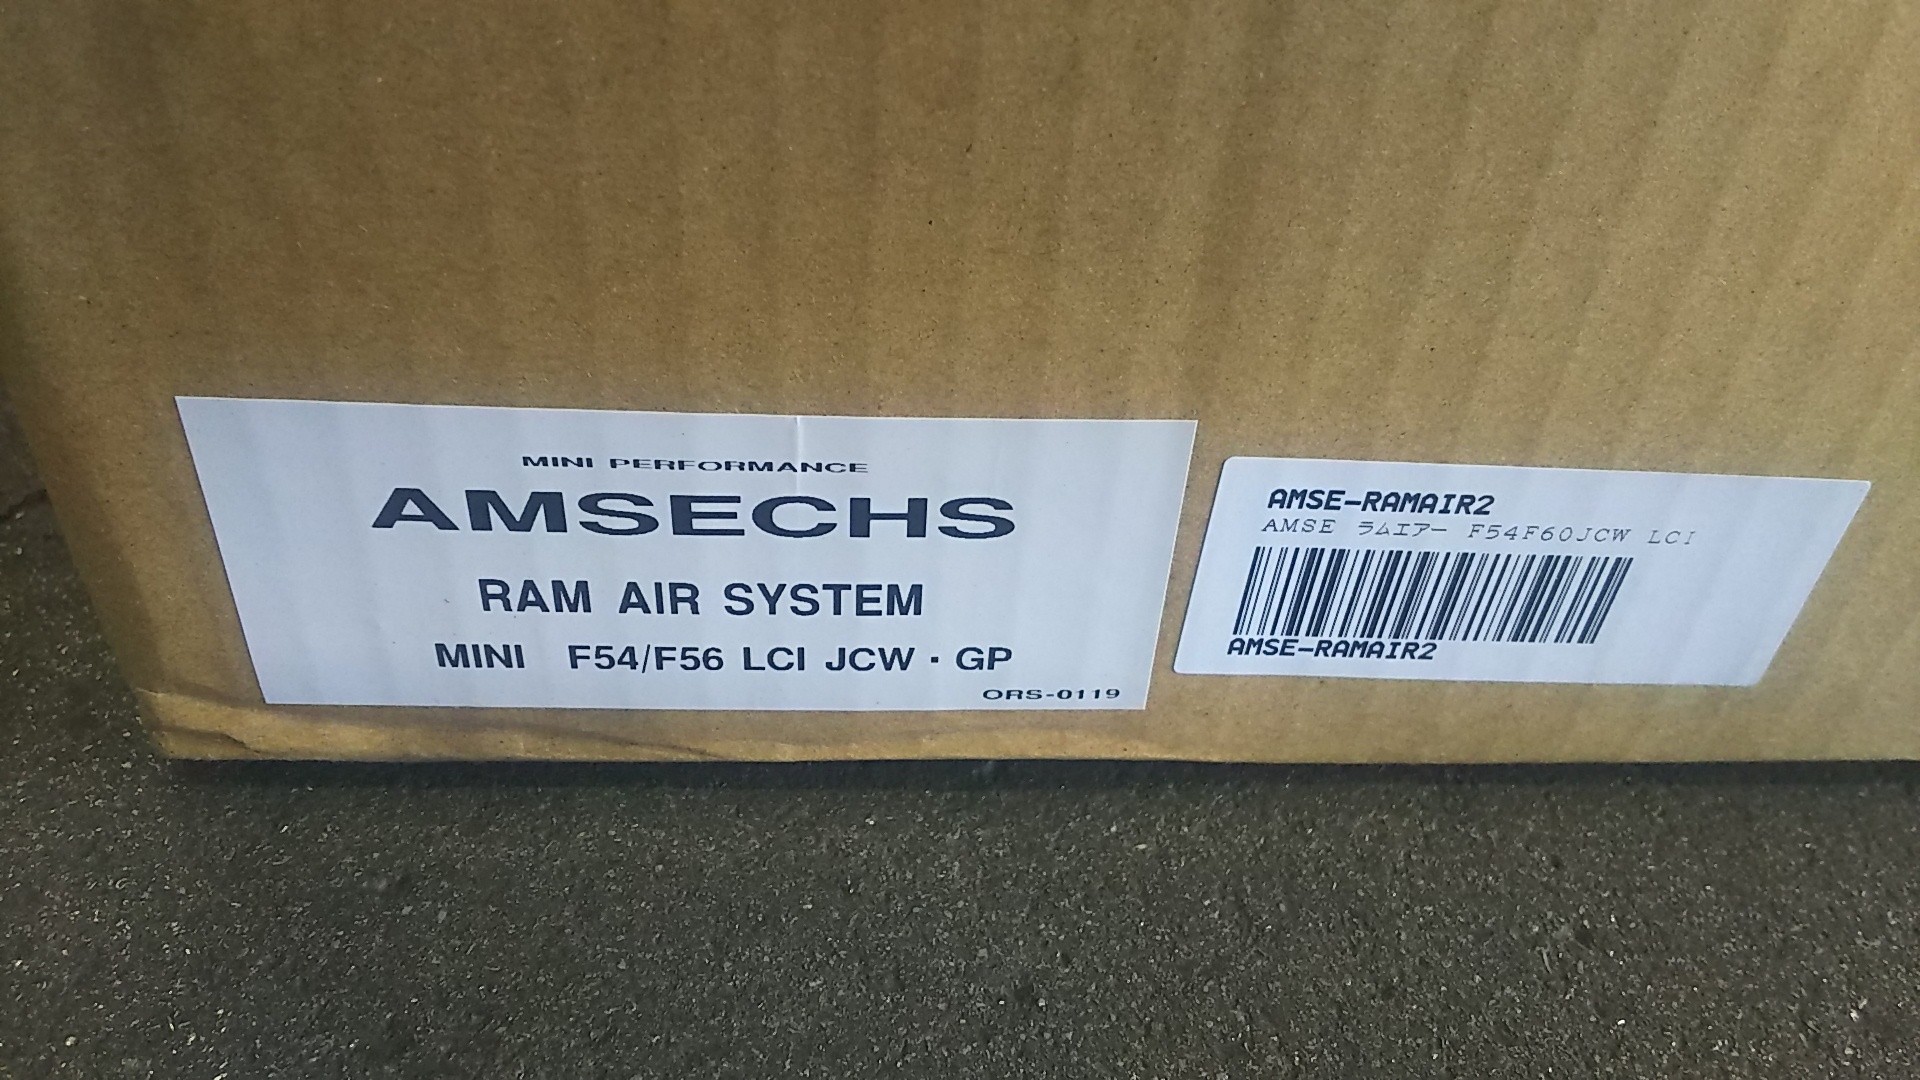 MINI PERFORMANCE
AMSECHS
RAM AIR SYSTEM
MINI F54/F56 LCI JCW・GP
ORS-0119
AMSE-RAMAIR2
AMSE ラムエアー F54F60JCW LCI
AMSE-RAMAIR2